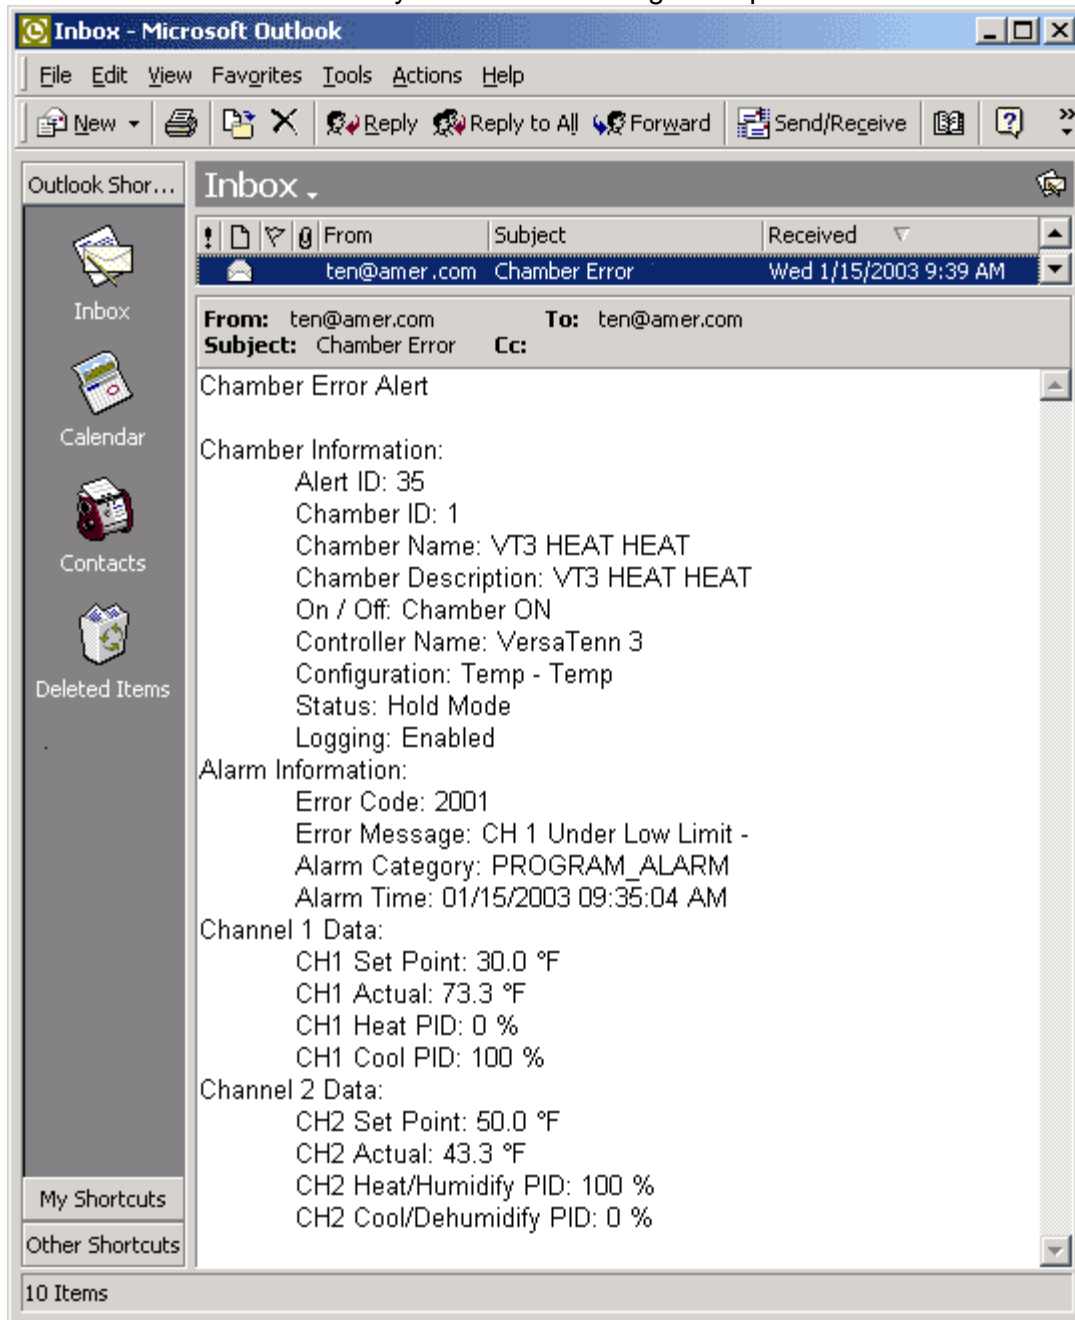 Inbox - Microsoft Outlook
File Edit View Favorites Tools Actions Help
New Reply Reply to All Forward Send/Receive
Outlook Shor... Inbox
! From Subject Received
ten@amer.com Chamber Error Wed 1/15/2003 9:39 AM
Inbox
From: ten@amer.com To: ten@amer.com
Subject: Chamber Error Cc:
Calendar
Contacts
Deleted Items
Chamber Error Alert
Chamber Information:
Alert ID: 35
Chamber ID: 1
Chamber Name: VT3 HEAT HEAT
Chamber Description: VT3 HEAT HEAT
On / Off: Chamber ON
Controller Name: VersaTenn 3
Configuration: Temp - Temp
Status: Hold Mode
Logging: Enabled
Alarm Information:
Error Code: 2001
Error Message: CH 1 Under Low Limit -
Alarm Category: PROGRAM_ALARM
Alarm Time: 01/15/2003 09:35:04 AM
Channel 1 Data:
CH1 Set Point: 30.0 °F
CH1 Actual: 73.3 °F
CH1 Heat PID: 0 %
CH1 Cool PID: 100 %
Channel 2 Data:
CH2 Set Point: 50.0 °F
CH2 Actual: 43.3 °F
CH2 Heat/Humidify PID: 100 %
CH2 Cool/Dehumidify PID: 0 %
My Shortcuts
Other Shortcuts
10 Items